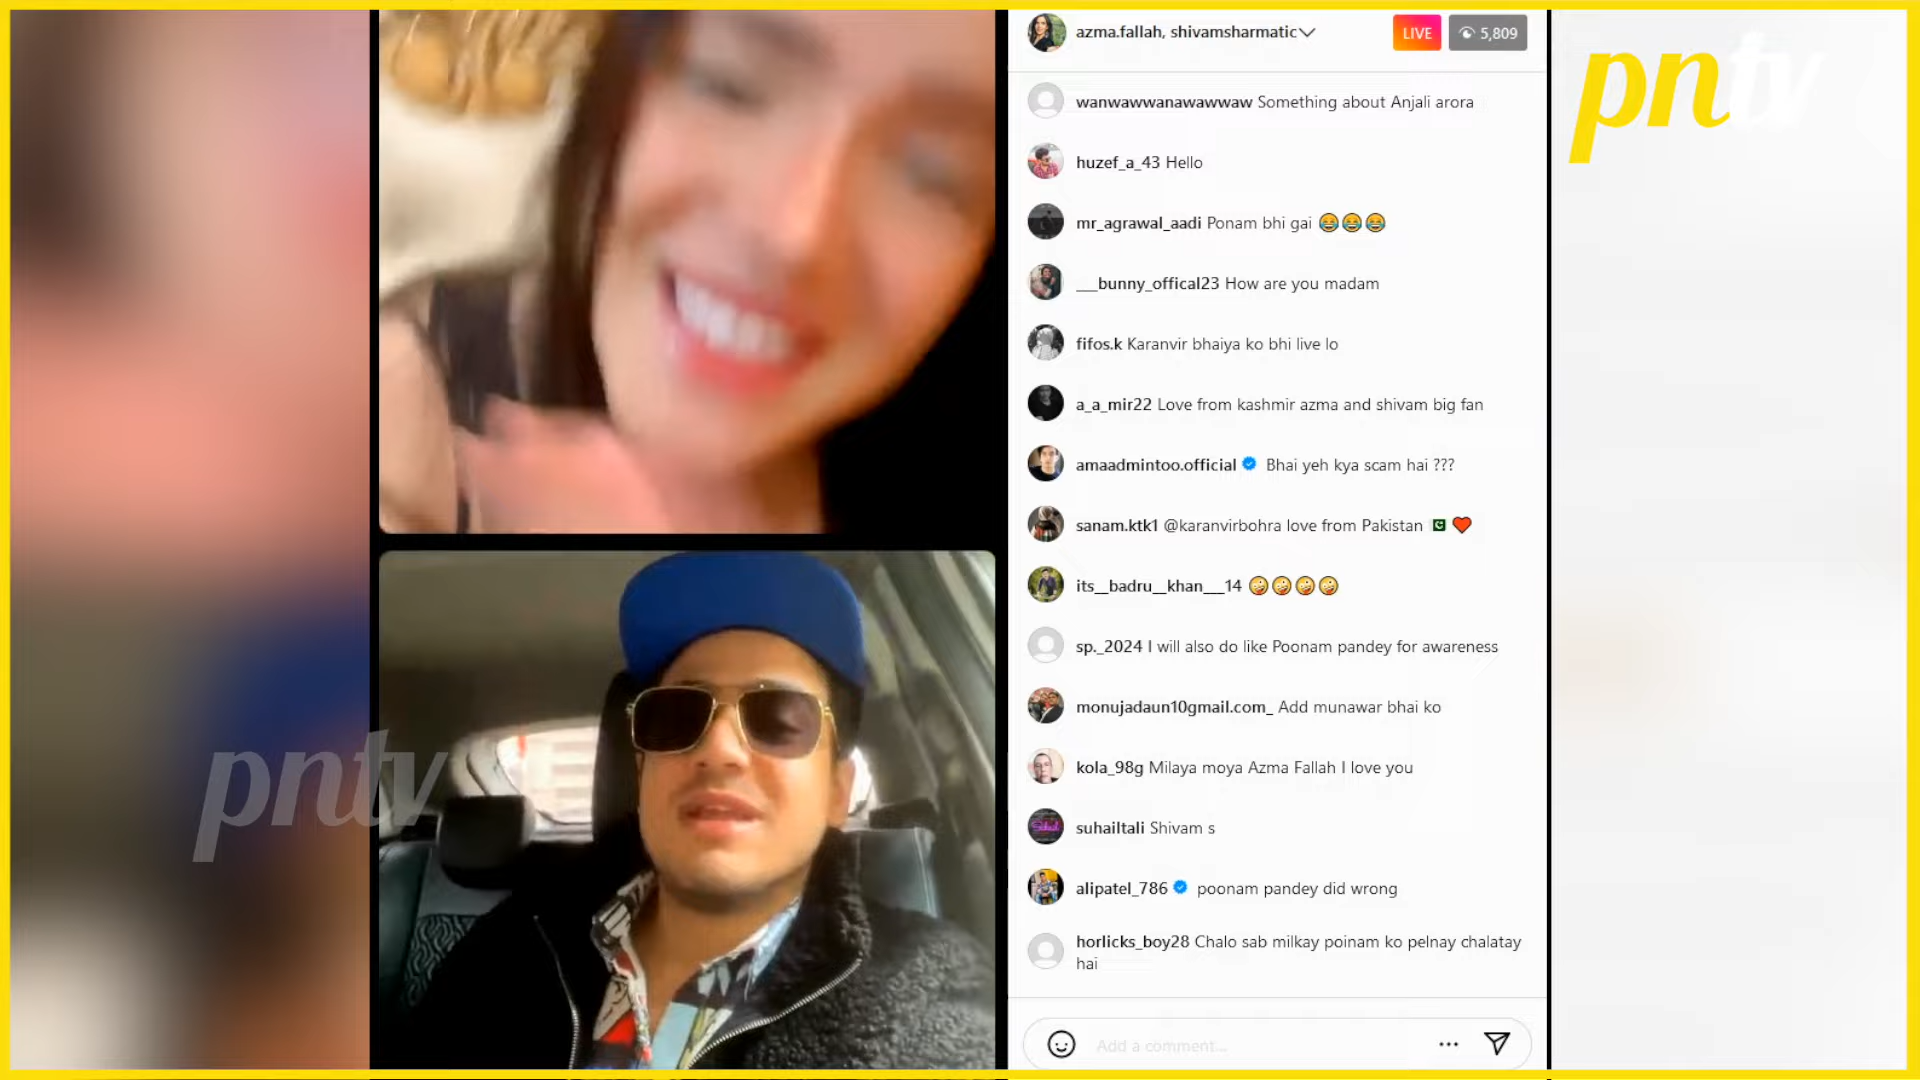 azma.fallah, shivamsharmatic
LIVE
5,809
pntv
wanwawwanawawwaw Something about Anjali arora
huzef_a_43 Hello
mr_agrawal_aadi Ponam bhi gai 😂😂😂
___bunny_offical23 How are you madam
fifos.k Karanvir bhaiya ko bhi live lo
a_a_mir22 Love from kashmir azma and shivam big fan
amaadmintoo.official Bhai yeh kya scam hai ???
sanam.ktk1 @karanvirbohra love from Pakistan 🇵🇰❤️
its__badru__khan___14 🤪🤪🤪🤪
sp._2024 I will also do like Poonam pandey for awareness
monujadaun10gmail.com_ Add munawar bhai ko
pntv
kola_98g Milaya moya Azma Fallah I love you
suhailtali Shivam s
alipatel_786 poonam pandey did wrong
horlicks_boy28 Chalo sab milkay poinam ko pelnay chalatay
hai
Add a comment...